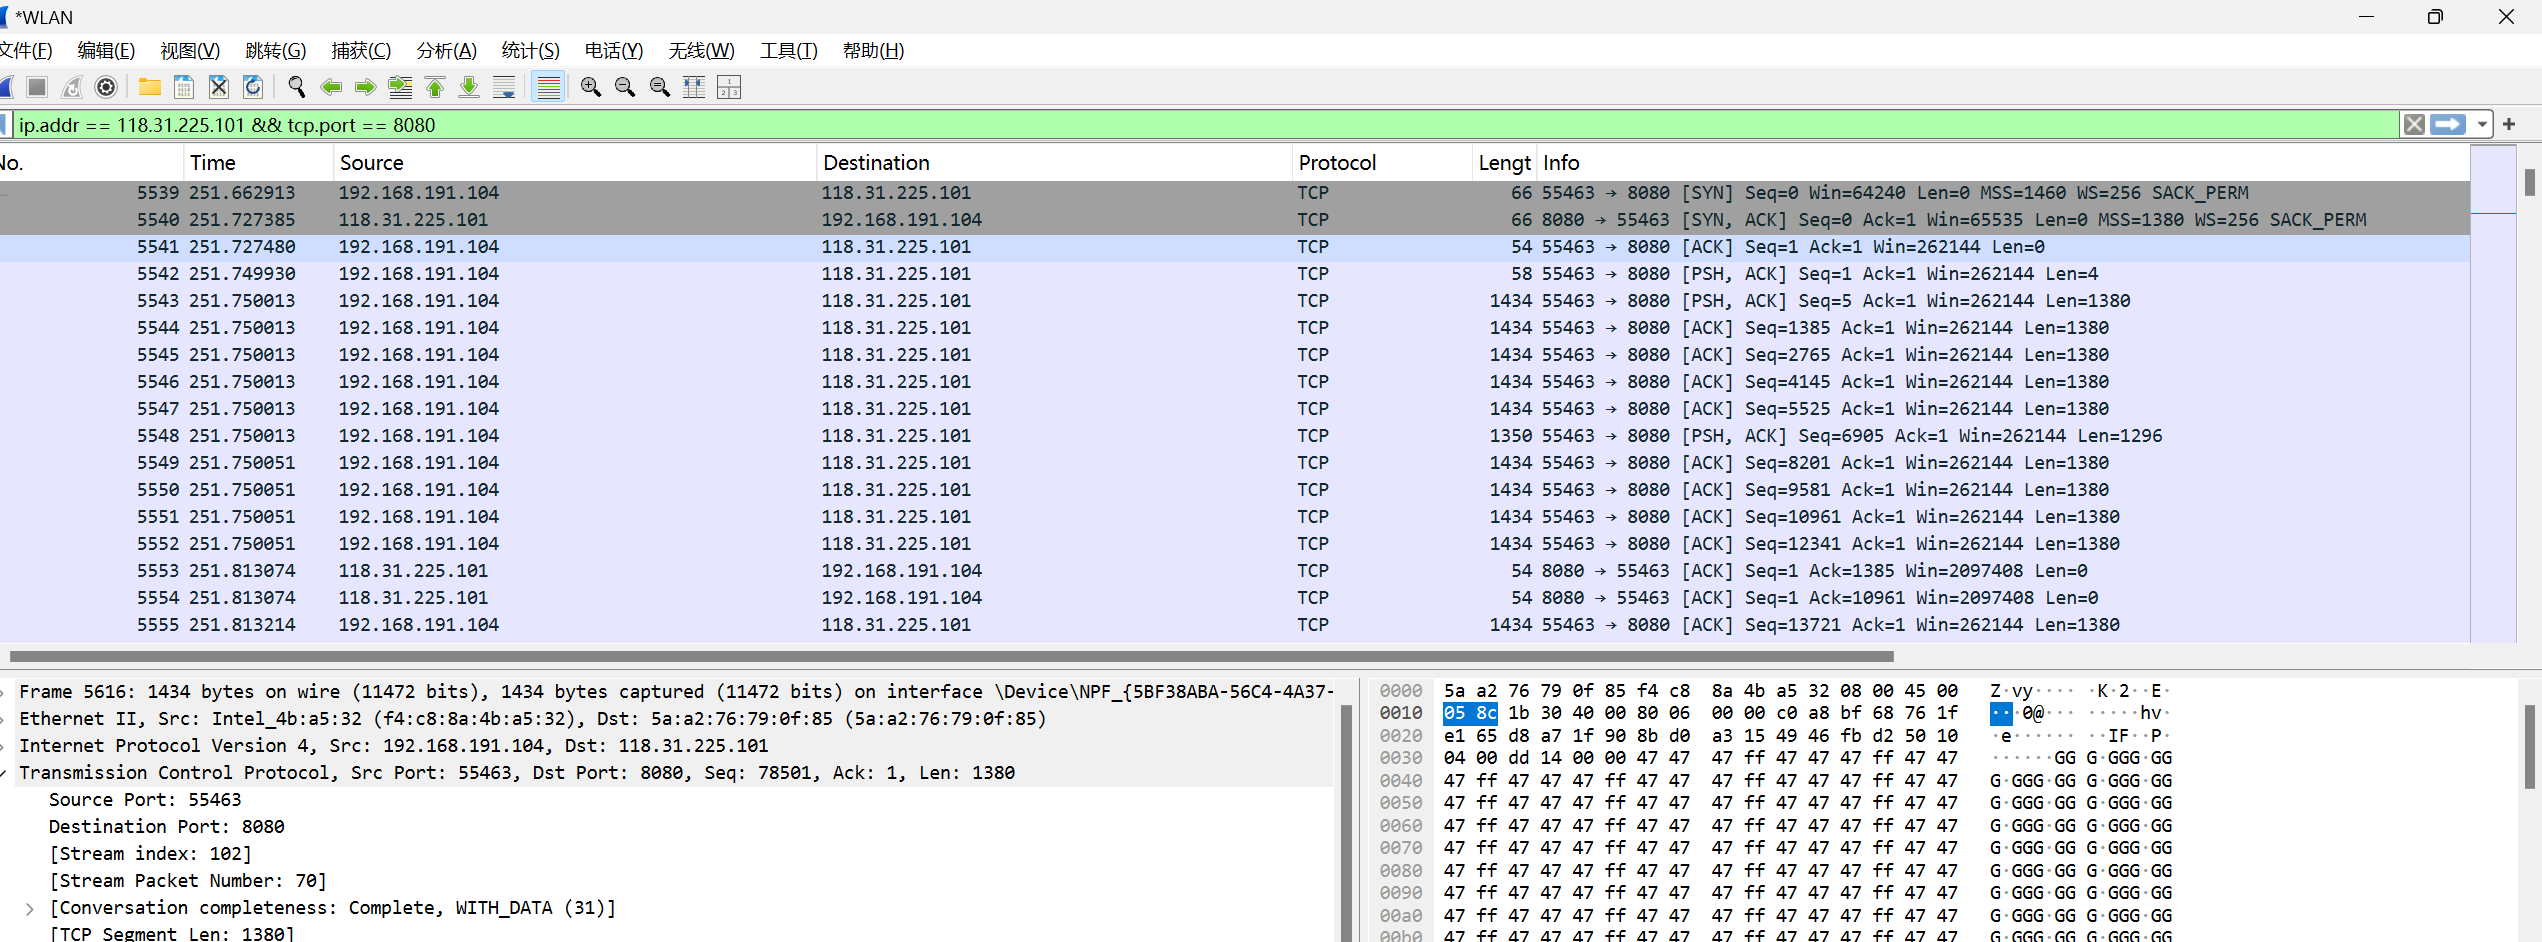 *WLAN
文件(F) 编辑(E) 视图(V) 跳转(G) 捕获(C) 分析(A) 统计(S) 电话(Y) 无线(W) 工具(T) 帮助(H)
ip.addr == 118.31.225.101 && tcp.port == 8080
No. Time Source Destination Protocol Lengt Info
5539 251.662913 192.168.191.104 118.31.225.101 TCP 66 55463 → 8080 [SYN] Seq=0 Win=64240 Len=0 MSS=1460 WS=256 SACK_PERM
5540 251.727385 118.31.225.101 192.168.191.104 TCP 66 8080 → 55463 [SYN, ACK] Seq=0 Ack=1 Win=65535 Len=0 MSS=1380 WS=256 SACK_PERM
5541 251.727480 192.168.191.104 118.31.225.101 TCP 54 55463 → 8080 [ACK] Seq=1 Ack=1 Win=262144 Len=0
5542 251.749930 192.168.191.104 118.31.225.101 TCP 58 55463 → 8080 [PSH, ACK] Seq=1 Ack=1 Win=262144 Len=4
5543 251.750013 192.168.191.104 118.31.225.101 TCP 1434 55463 → 8080 [PSH, ACK] Seq=5 Ack=1 Win=262144 Len=1380
5544 251.750013 192.168.191.104 118.31.225.101 TCP 1434 55463 → 8080 [ACK] Seq=1385 Ack=1 Win=262144 Len=1380
5545 251.750013 192.168.191.104 118.31.225.101 TCP 1434 55463 → 8080 [ACK] Seq=2765 Ack=1 Win=262144 Len=1380
5546 251.750013 192.168.191.104 118.31.225.101 TCP 1434 55463 → 8080 [ACK] Seq=4145 Ack=1 Win=262144 Len=1380
5547 251.750013 192.168.191.104 118.31.225.101 TCP 1434 55463 → 8080 [ACK] Seq=5525 Ack=1 Win=262144 Len=1380
5548 251.750013 192.168.191.104 118.31.225.101 TCP 1350 55463 → 8080 [PSH, ACK] Seq=6905 Ack=1 Win=262144 Len=1296
5549 251.750051 192.168.191.104 118.31.225.101 TCP 1434 55463 → 8080 [ACK] Seq=8201 Ack=1 Win=262144 Len=1380
5550 251.750051 192.168.191.104 118.31.225.101 TCP 1434 55463 → 8080 [ACK] Seq=9581 Ack=1 Win=262144 Len=1380
5551 251.750051 192.168.191.104 118.31.225.101 TCP 1434 55463 → 8080 [ACK] Seq=10961 Ack=1 Win=262144 Len=1380
5552 251.750051 192.168.191.104 118.31.225.101 TCP 1434 55463 → 8080 [ACK] Seq=12341 Ack=1 Win=262144 Len=1380
5553 251.813074 118.31.225.101 192.168.191.104 TCP 54 8080 → 55463 [ACK] Seq=1 Ack=1385 Win=2097408 Len=0
5554 251.813074 118.31.225.101 192.168.191.104 TCP 54 8080 → 55463 [ACK] Seq=1 Ack=10961 Win=2097408 Len=0
5555 251.813214 192.168.191.104 118.31.225.101 TCP 1434 55463 → 8080 [ACK] Seq=13721 Ack=1 Win=262144 Len=1380
Frame 5616: 1434 bytes on wire (11472 bits), 1434 bytes captured (11472 bits) on interface \Device\NPF_{5BF38ABA-56C4-4A37-
Ethernet II, Src: Intel_4b:a5:32 (f4:c8:8a:4b:a5:32), Dst: 5a:a2:76:79:0f:85 (5a:a2:76:79:0f:85)
Internet Protocol Version 4, Src: 192.168.191.104, Dst: 118.31.225.101
Transmission Control Protocol, Src Port: 55463, Dst Port: 8080, Seq: 78501, Ack: 1, Len: 1380
Source Port: 55463
Destination Port: 8080
[Stream index: 102]
[Stream Packet Number: 70]
[Conversation completeness: Complete, WITH_DATA (31)]
[TCP Segment Len: 1380]
0000 5a a2 76 79 0f 85 f4 c8 8a 4b a5 32 08 00 45 00 Z·vy···· ·K·2··E·
0010 05 8c 1b 30 40 00 80 06 00 00 c0 a8 bf 68 76 1f ···0@··· ·····hv·
0020 e1 65 d8 a7 1f 90 8b d0 a3 15 49 46 fb d2 50 10 ·e······ ··IF··P·
0030 04 00 dd 14 00 00 47 47 47 ff 47 47 47 ff 47 47 ······GG G·GGG·GG
0040 47 ff 47 47 47 ff 47 47 47 ff 47 47 47 ff 47 47 G·GGG·GG G·GGG·GG
0050 47 ff 47 47 47 ff 47 47 47 ff 47 47 47 ff 47 47 G·GGG·GG G·GGG·GG
0060 47 ff 47 47 47 ff 47 47 47 ff 47 47 47 ff 47 47 G·GGG·GG G·GGG·GG
0070 47 ff 47 47 47 ff 47 47 47 ff 47 47 47 ff 47 47 G·GGG·GG G·GGG·GG
0080 47 ff 47 47 47 ff 47 47 47 ff 47 47 47 ff 47 47 G·GGG·GG G·GGG·GG
0090 47 ff 47 47 47 ff 47 47 47 ff 47 47 47 ff 47 47 G·GGG·GG G·GGG·GG
00a0 47 ff 47 47 47 ff 47 47 47 ff 47 47 47 ff 47 47 G·GGG·GG G·GGG·GG
00b0 47 ff 47 47 47 ff 47 47 47 ff 47 47 47 ff 47 47 G·GGG·GG G·GGG·GG